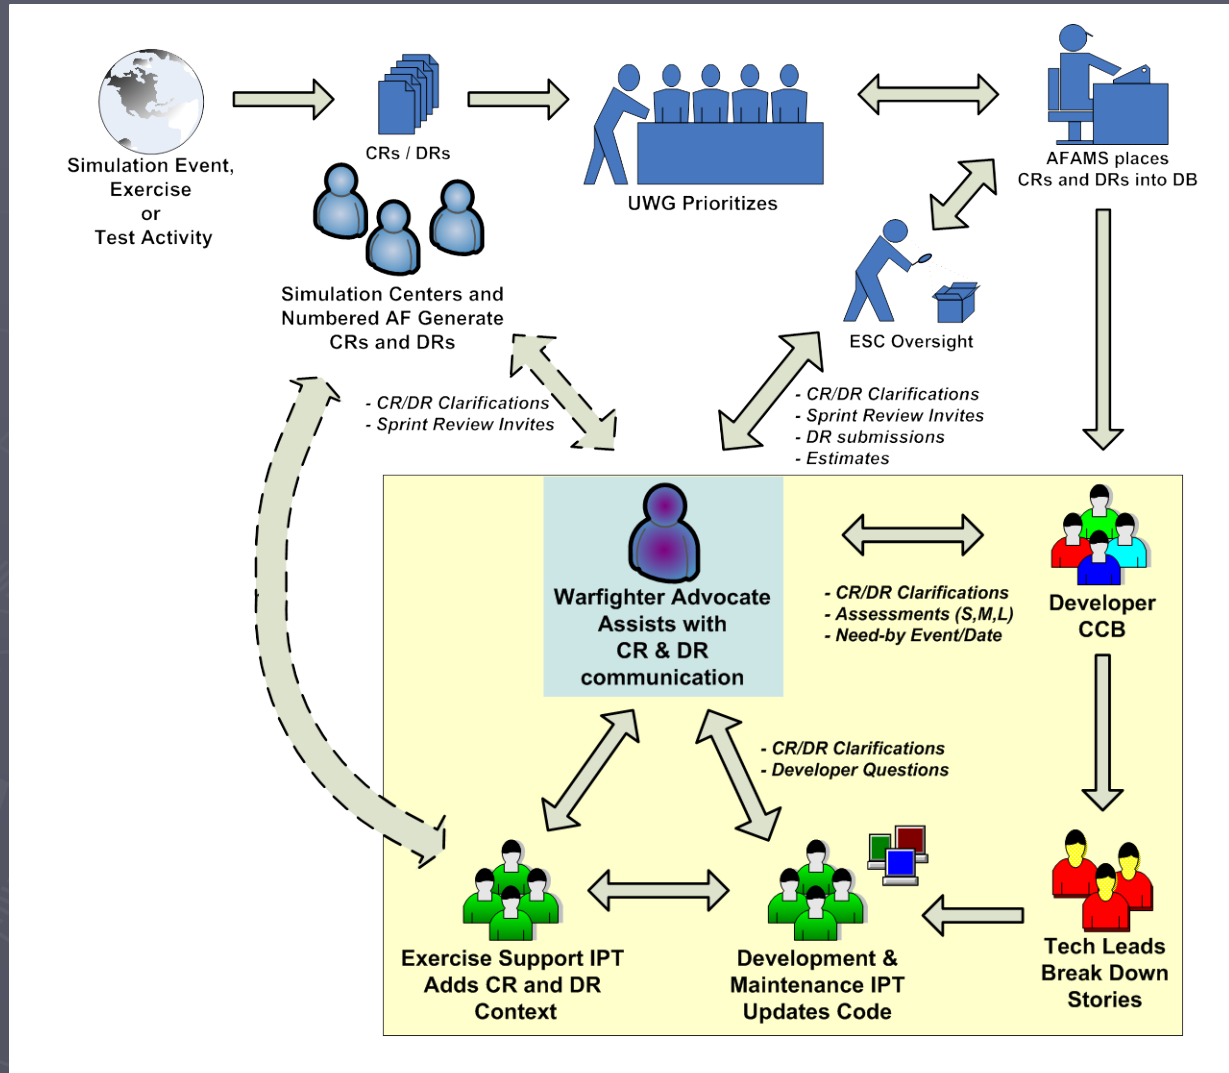 Simulation Event,
Exercise
or
Test Activity
CRs / DRs
Simulation Centers and
Numbered AF Generate
CRs and DRs
UWG Prioritizes
AFAMS places
CRs and DRs into DB
ESC Oversight
- CR/DR Clarifications
- Sprint Review Invites
- CR/DR Clarifications
- Sprint Review Invites
- DR submissions
- Estimates
Warfighter Advocate
Assists with
CR & DR
communication
- CR/DR Clarifications
- Assessments (S,M,L)
- Need-by Event/Date
Developer
CCB
- CR/DR Clarifications
- Developer Questions
Exercise Support IPT
Adds CR and DR
Context
Development &
Maintenance IPT
Updates Code
Tech Leads
Break Down
Stories